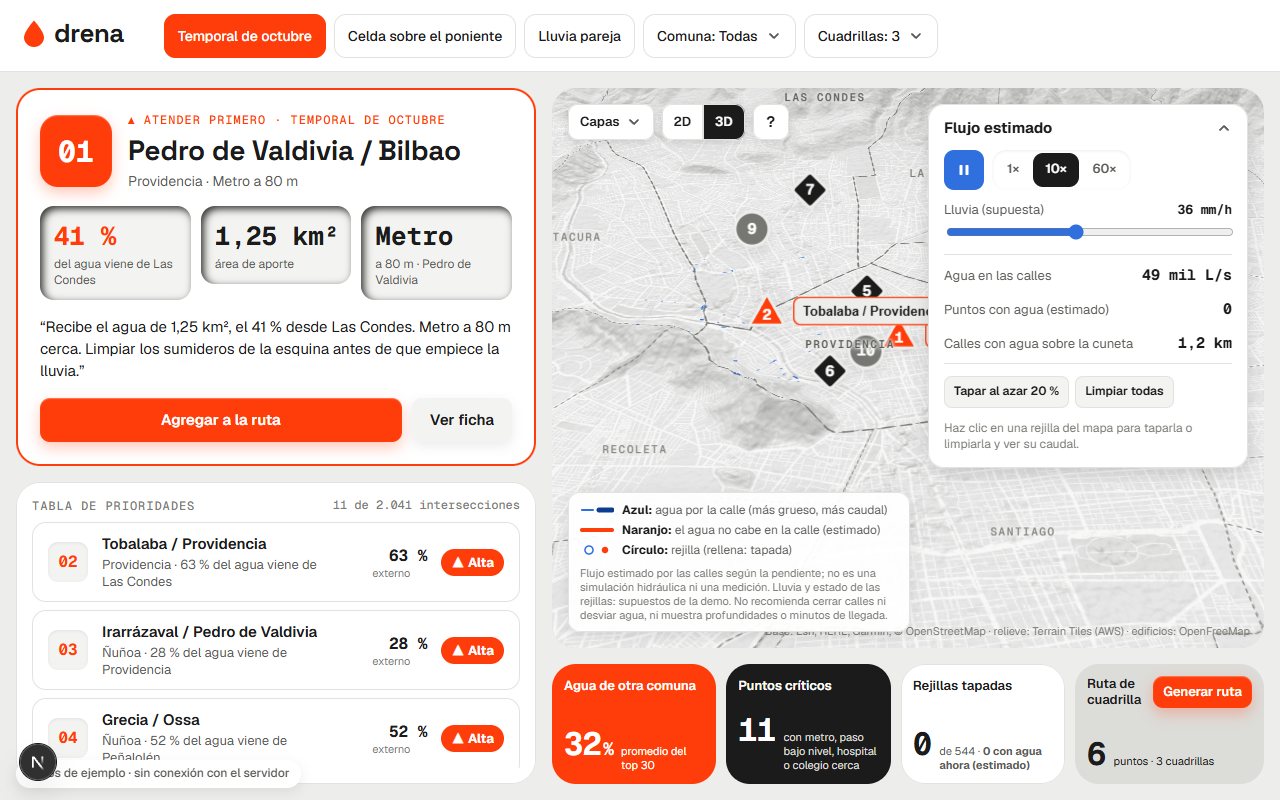 drena
Temporal de octubre
Celda sobre el poniente
Lluvia pareja
Comuna: Todas
Cuadrillas: 3
01
▲ ATENDER PRIMERO · TEMPORAL DE OCTUBRE
Pedro de Valdivia / Bilbao
Providencia · Metro a 80 m
41 %
del agua viene de Las
Condes
1,25 km²
área de aporte
Metro
a 80 m · Pedro de
Valdivia
“Recibe el agua de 1,25 km², el 41 % desde Las Condes. Metro a 80 m
cerca. Limpiar los sumideros de la esquina antes de que empiece la
lluvia.”
Agregar a la ruta
Ver ficha
TABLA DE PRIORIDADES
11 de 2.041 intersecciones
02
Tobalaba / Providencia
Providencia · 63 % del agua viene de
Las Condes
63 %
externo
▲ Alta
03
Irarrázaval / Pedro de Valdivia
Ñuñoa · 28 % del agua viene de
Providencia
28 %
externo
▲ Alta
04
Grecia / Ossa
Ñuñoa · 52 % del agua viene de
Peñalolén
52 %
externo
▲ Alta
N
s de ejemplo · sin conexión con el servidor
LAS CONDES
Capas
2D
3D
?
LA
7
9
TACURA
5
2
Tobalaba / Providenc
PROVIDENCIA
1
10
6
RECOLETA
SANTIAGO
Flujo estimado
1×
10×
60×
Lluvia (supuesta)
36 mm/h
Agua en las calles
49 mil L/s
Puntos con agua (estimado)
0
Calles con agua sobre la cuneta
1,2 km
Tapar al azar 20 %
Limpiar todas
Haz clic en una rejilla del mapa para taparla o
limpiarla y ver su caudal.
Azul: agua por la calle (más grueso, más caudal)
Naranjo: el agua no cabe en la calle (estimado)
Círculo: rejilla (rellena: tapada)
Flujo estimado por las calles según la pendiente; no es una
simulación hidráulica ni una medición. Lluvia y estado de las
rejillas: supuestos de la demo. No recomienda cerrar calles ni
desviar agua, ni muestra profundidades o minutos de llegada.
Base: Esri, HERE, Garmin, © OpenStreetMap · relieve: Terrain Tiles (AWS) · edificios: OpenFreeMap
Agua de otra comuna
32%
promedio del
top 30
Puntos críticos
11
con metro, paso
bajo nivel, hospital
o colegio cerca
Rejillas tapadas
0
de 544 · 0 con agua
ahora (estimado)
Ruta de
cuadrilla
Generar ruta
6
puntos · 3 cuadrillas